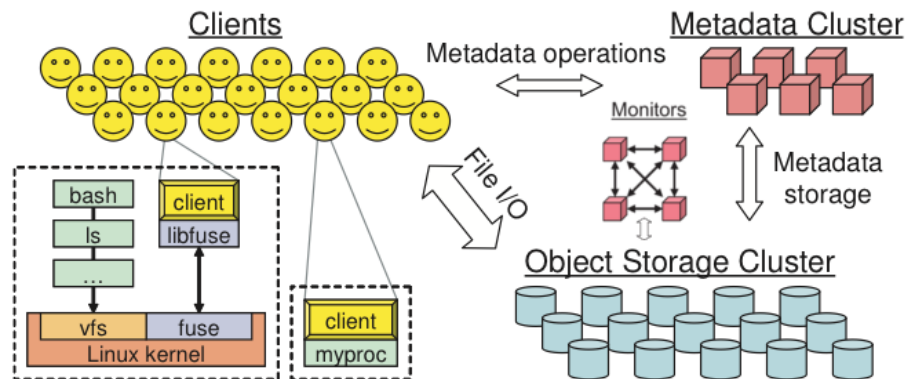 Clients
Metadata Cluster
Metadata operations
Monitors
File I/O
Metadata
storage
bash
client
ls
libfuse
...
Object Storage Cluster
vfs
fuse
client
Linux kernel
myproc